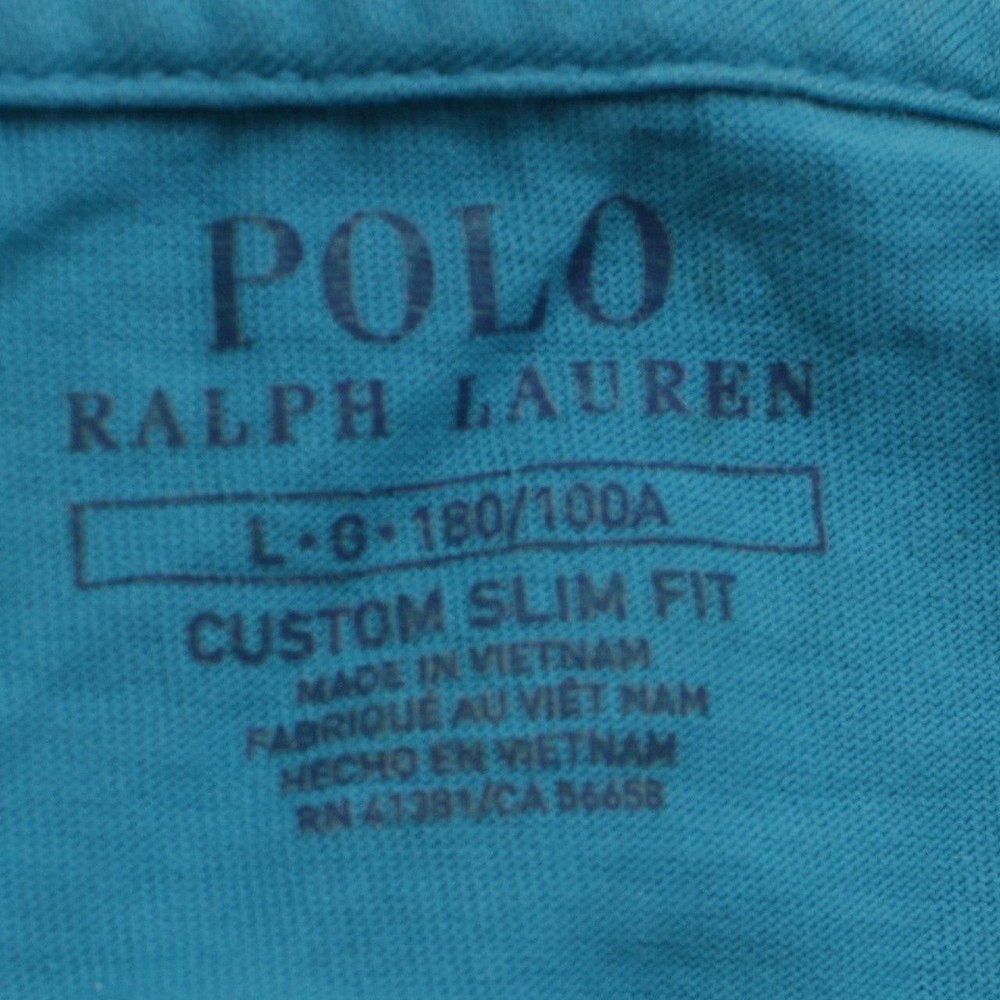 POLO
RALPH LAUREN
L•G•180/100A
CUSTOM SLIM FIT
MADE IN VIETNAM
FABRIQUÉ AU VIÊT NAM
HECHO EN VIETNAM
RN 41381/CA 56658